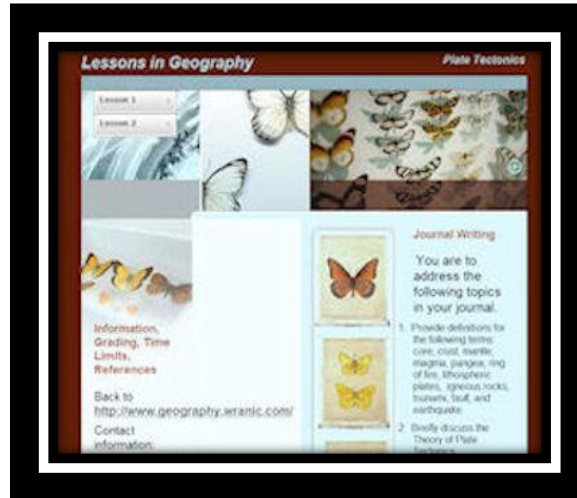 Lessons in Geography
Plate Tectonics
Lesson 1
Lesson 2
Journal Writing
You are to
address the
following topics
in your journal.
1. Provide definitions for
the following terms:
core, crust, mantle,
magma, pangea, ring
of fire, lithospheric
plates, igneous rocks,
tsunami, fault, and
earthquake
2. Briefly discuss the
Theory of Plate
Tectonics
Information,
Grading, Time
Limits,
References
Back to
http://www.geography.wranic.com/
Contact
information: